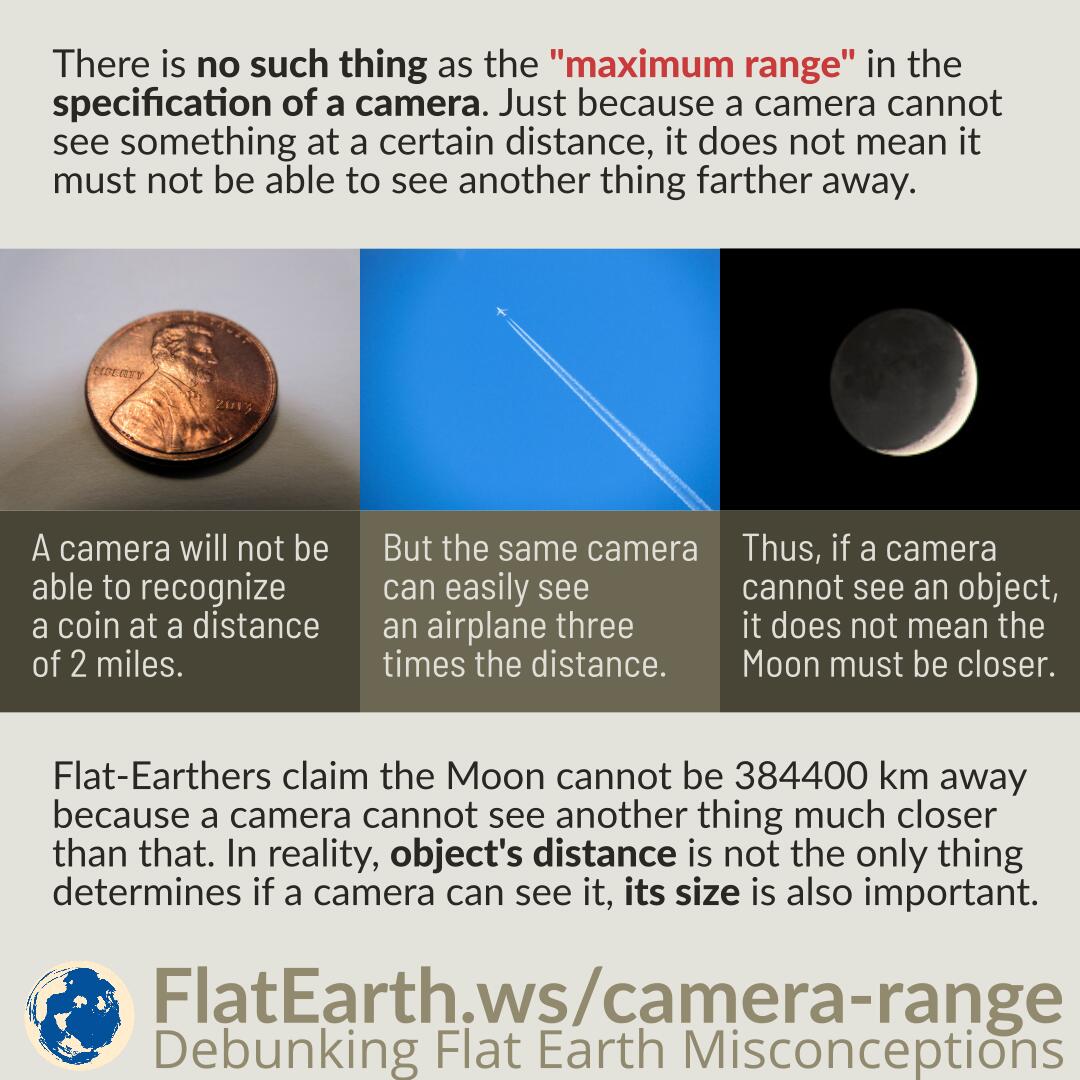 There is no such thing as the "maximum range" in the
specification of a camera. Just because a camera cannot
see something at a certain distance, it does not mean it
must not be able to see another thing farther away.
LIBERTY
2013
A camera will not be
able to recognize
a coin at a distance
of 2 miles.
But the same camera
can easily see
an airplane three
times the distance.
Thus, if a camera
cannot see an object,
it does not mean the
Moon must be closer.
Flat-Earthers claim the Moon cannot be 384400 km away
because a camera cannot see another thing much closer
than that. In reality, object's distance is not the only thing
determines if a camera can see it, its size is also important.
FlatEarth.ws/camera-range
Debunking Flat Earth Misconceptions